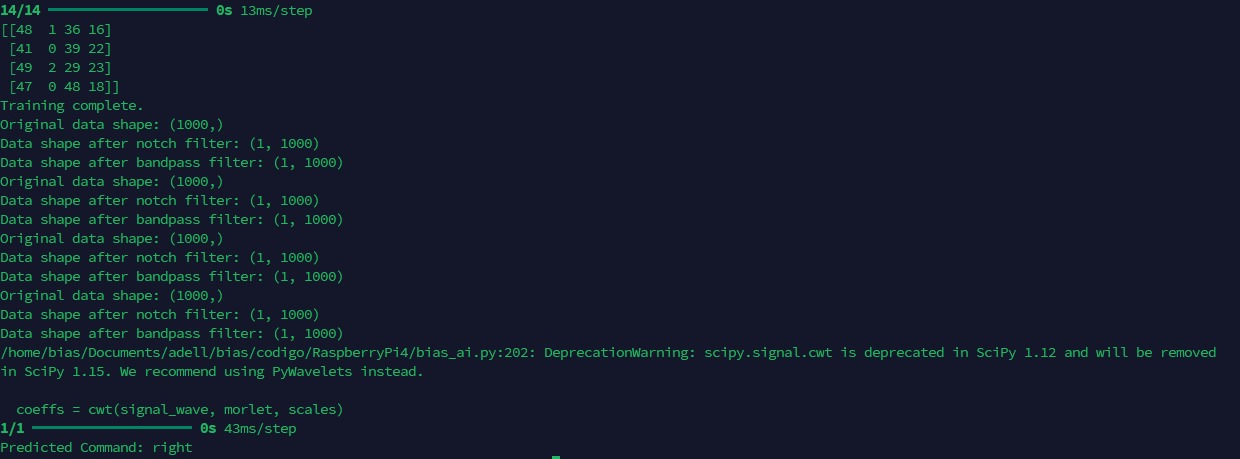 14/14 ━━━━━━━━━━━━━━━━━━━━ 0s 13ms/step
[[48  1 36 16]
 [41  0 39 22]
 [49  2 29 23]
 [47  0 48 18]]
Training complete.
Original data shape: (1000,)
Data shape after notch filter: (1, 1000)
Data shape after bandpass filter: (1, 1000)
Original data shape: (1000,)
Data shape after notch filter: (1, 1000)
Data shape after bandpass filter: (1, 1000)
Original data shape: (1000,)
Data shape after notch filter: (1, 1000)
Data shape after bandpass filter: (1, 1000)
Original data shape: (1000,)
Data shape after notch filter: (1, 1000)
Data shape after bandpass filter: (1, 1000)
/home/bias/Documents/adell/bias/codigo/RaspberryPi4/bias_ai.py:202: DeprecationWarning: scipy.signal.cwt is deprecated in SciPy 1.12 and will be removed
in SciPy 1.15. We recommend using PyWavelets instead.
  coeffs = cwt(signal_wave, morlet, scales)
1/1 ━━━━━━━━━━━━━━━━━━━━ 0s 43ms/step
Predicted Command: right